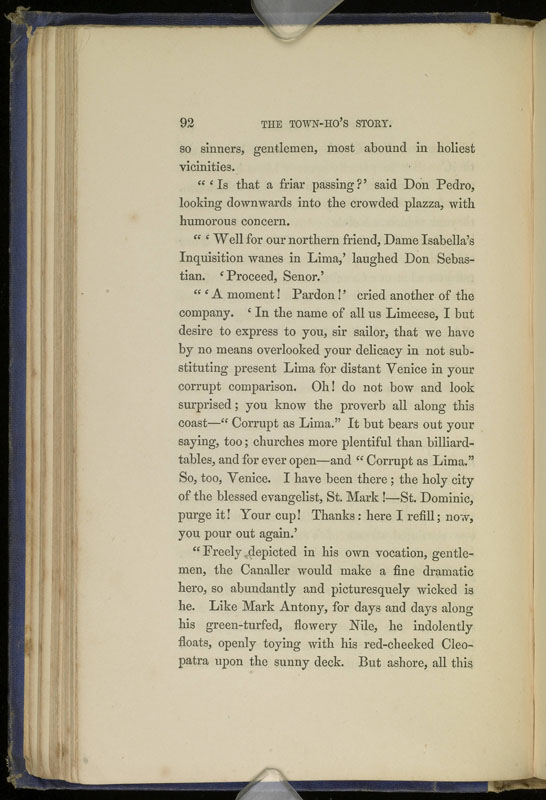 92 THE TOWN-HO'S STORY.
so sinners, gentlemen, most abound in holiest
vicinities.
“ ‘ Is that a friar passing?’ said Don Pedro,
looking downwards into the crowded plazza, with
humorous concern.
“ ‘ Well for our northern friend, Dame Isabella's
Inquisition wanes in Lima,’ laughed Don Sebas-
tian. ‘ Proceed, Senor.’
“ ‘ A moment! Pardon!’ cried another of the
company. ‘ In the name of all us Limeese, I but
desire to express to you, sir sailor, that we have
by no means overlooked your delicacy in not sub-
stituting present Lima for distant Venice in your
corrupt comparison. Oh! do not bow and look
surprised; you know the proverb all along this
coast—“ Corrupt as Lima.” It but bears out your
saying, too; churches more plentiful than billiard-
tables, and for ever open—and “ Corrupt as Lima.”
So, too, Venice. I have been there; the holy city
of the blessed evangelist, St. Mark!—St. Dominic,
purge it! Your cup! Thanks: here I refill; now,
you pour out again.’
“ Freely depicted in his own vocation, gentle-
men, the Canaller would make a fine dramatic
hero, so abundantly and picturesquely wicked is
he. Like Mark Antony, for days and days along
his green-turfed, flowery Nile, he indolently
floats, openly toying with his red-cheeked Cleo-
patra upon the sunny deck. But ashore, all this